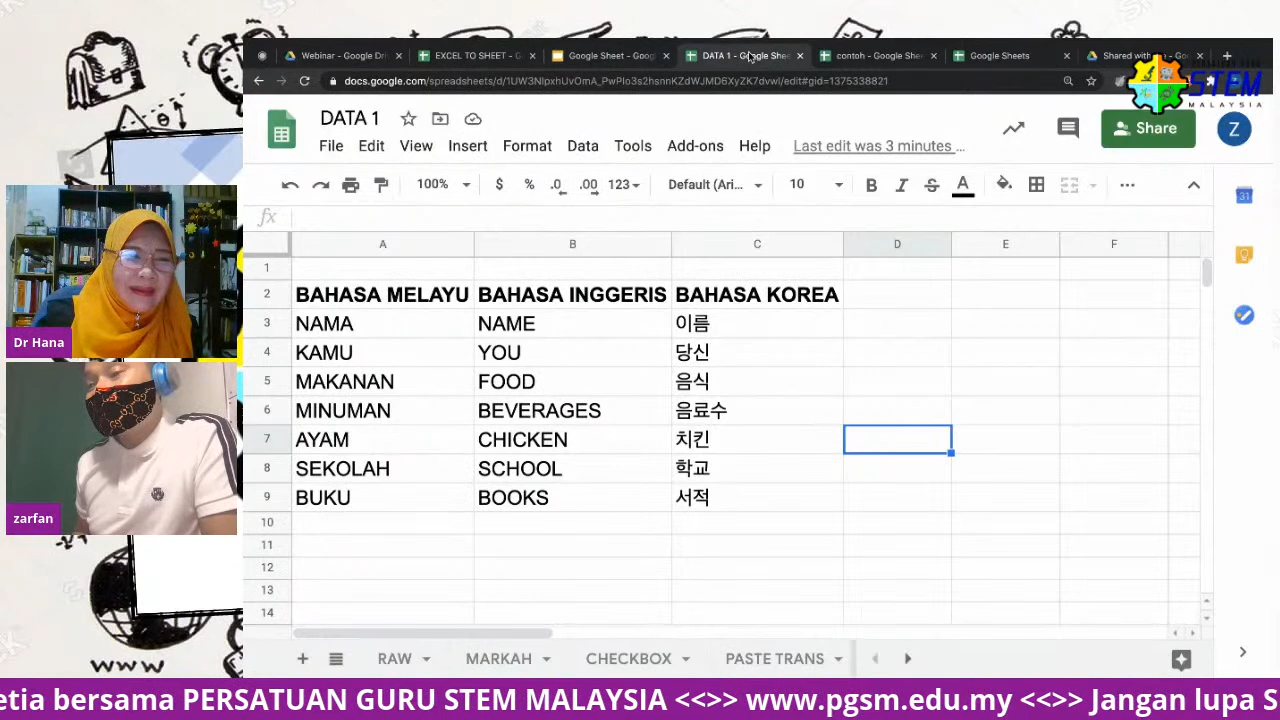 Webinar - Google Dri
EXCEL TO SHEET - G
Google Sheet - Goog
DATA 1 - Google She
contoh - Google She
Google Sheets
Shared with
docs.google.com/spreadsheets/d/1UW3NlpxhUvOmA_PwPlo3s2hsnnKZdWJMD6XyZK7dvwI/edit#gid=1375338821
STEM
MALAYSIA
DATA 1
Share
Z
File Edit View Insert Format Data Tools Add-ons Help Last edit was 3 minutes …
100% $ % .0 .00 123 Default (Ari... 10 B I S A
31
fx
A B C D E F
1
2 BAHASA MELAYU BAHASA INGGERIS BAHASA KOREA
3 NAMA NAME 이름
4 KAMU YOU 당신
5 MAKANAN FOOD 음식
6 MINUMAN BEVERAGES 음료수
7 AYAM CHICKEN 치킨
8 SEKOLAH SCHOOL 학교
9 BUKU BOOKS 서적
10
11
12
13
14
RAW MARKAH CHECKBOX PASTE TRANS
Dr Hana
zarfan
www
etia bersama PERSATUAN GURU STEM MALAYSIA <<>> www.pgsm.edu.my <<>> Jangan lupa S